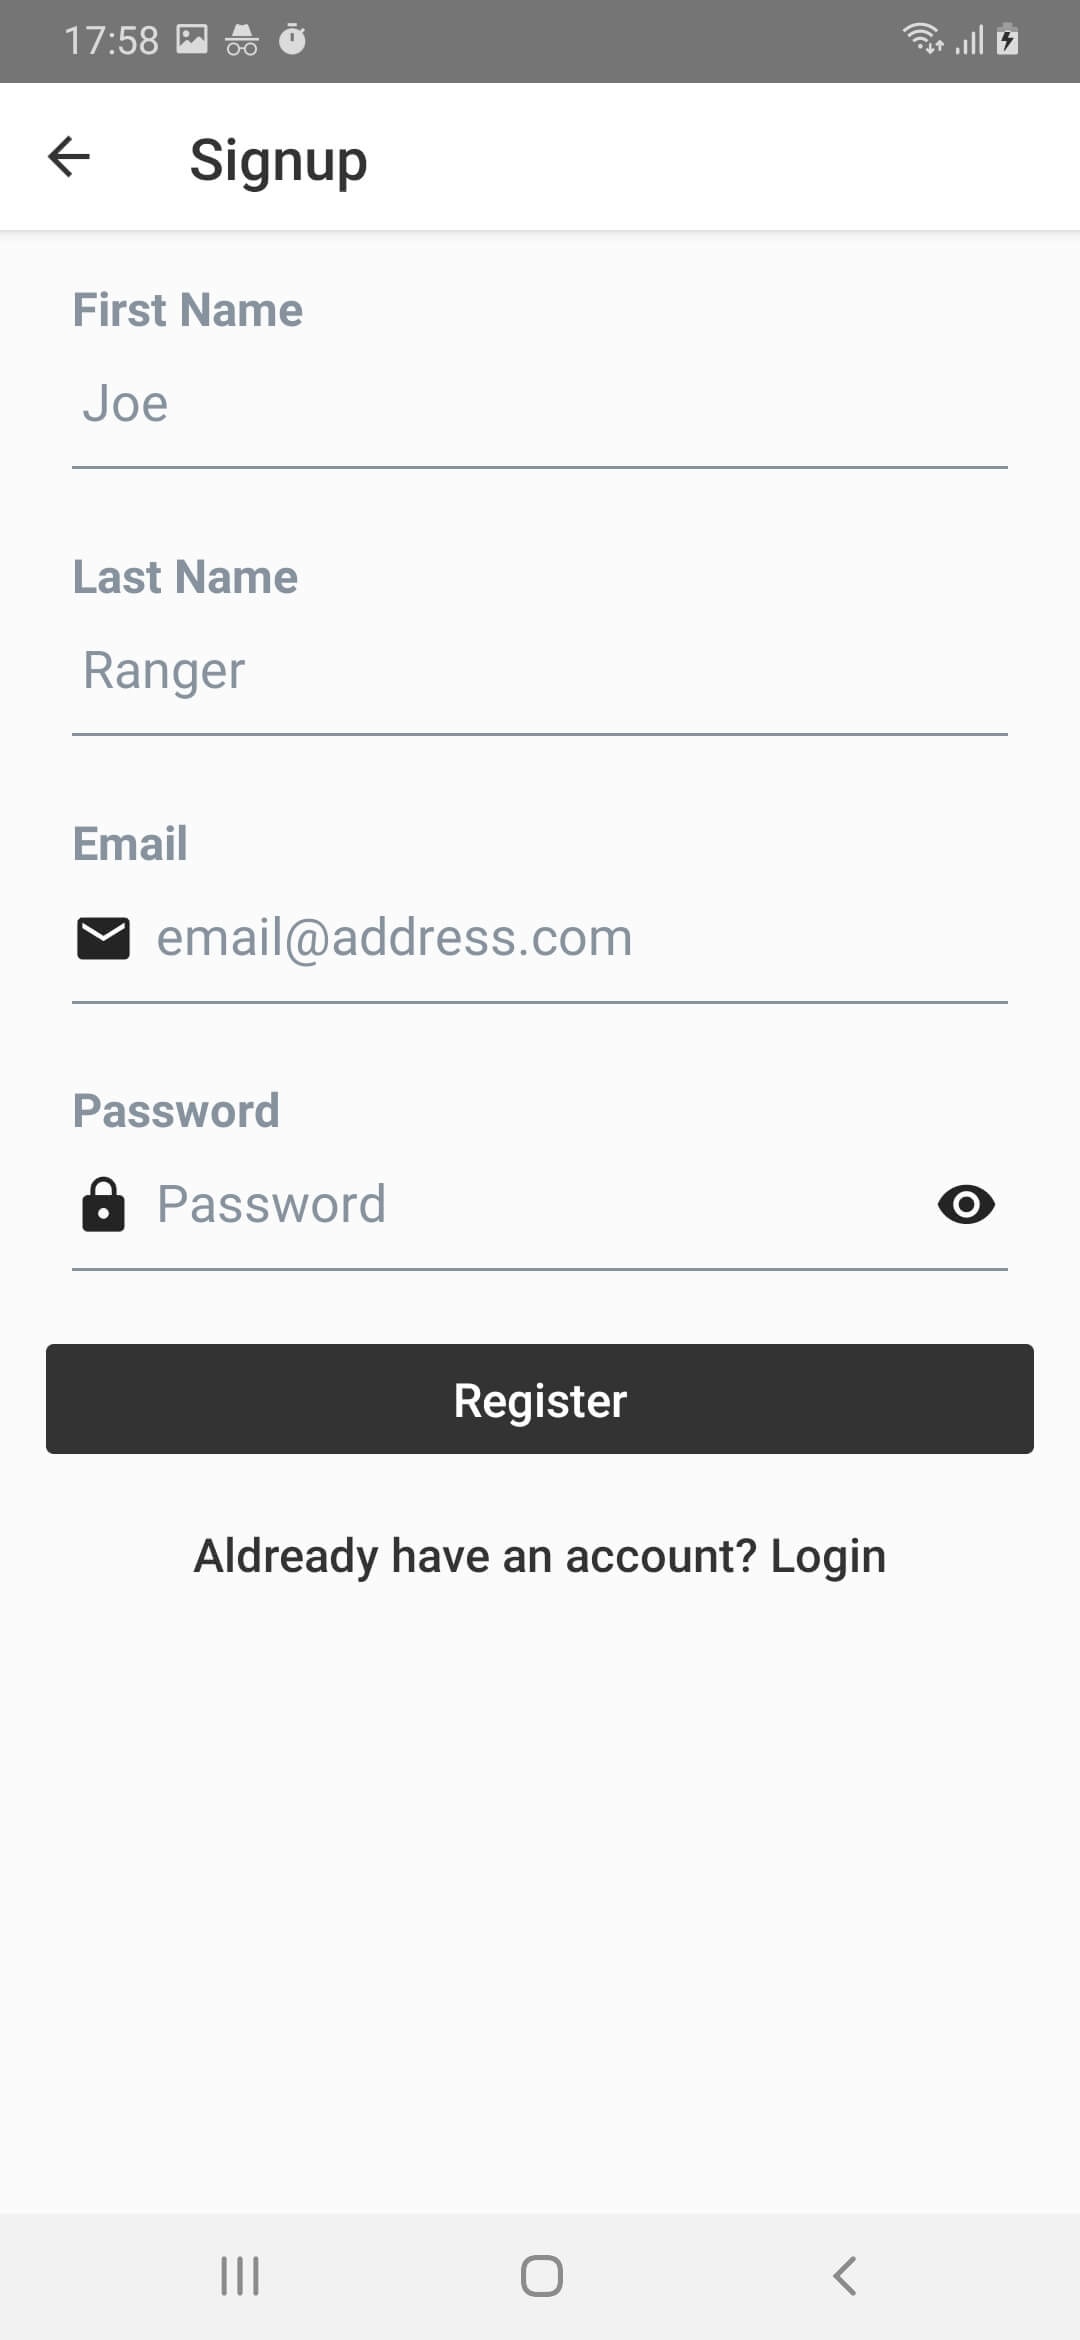 17:58
Signup
First Name
Joe
Last Name
Ranger
Email
email@address.com
Password
Password
Register
Aldready have an account? Login